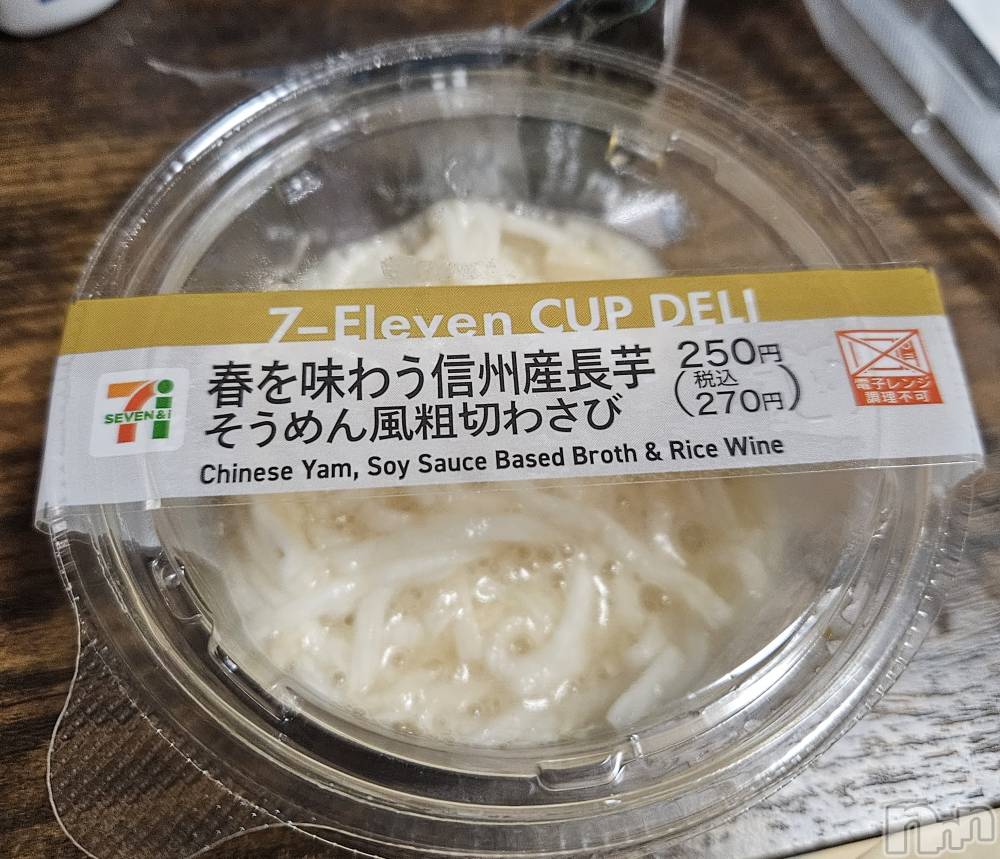 7-Eleven CUP DELI
春を味わう信州産長芋
そうめん風粗切わさび
250円
(税込
270円)
SEVEN&i
電子レンジ
調理不可
Chinese Yam, Soy Sauce Based Broth & Rice Wine